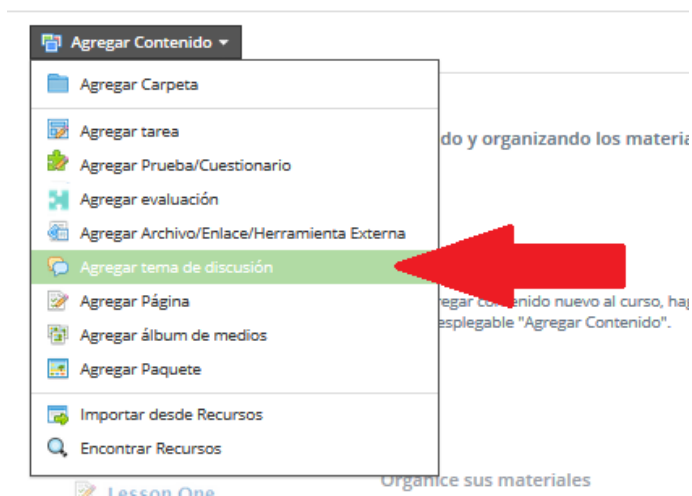 Agregar Contenido
Agregar Carpeta
Agregar tarea
do y organizando los materia
Agregar Prueba/Cuestionario
Agregar evaluación
Agregar Archivo/Enlace/Herramienta Externa
Agregar tema de discusión
Agregar Página
regar contenido nuevo al curso, hag
esplegable "Agregar Contenido".
Agregar álbum de medios
Agregar Paquete
Importar desde Recursos
Encontrar Recursos
Organice sus materiales
Lesson One